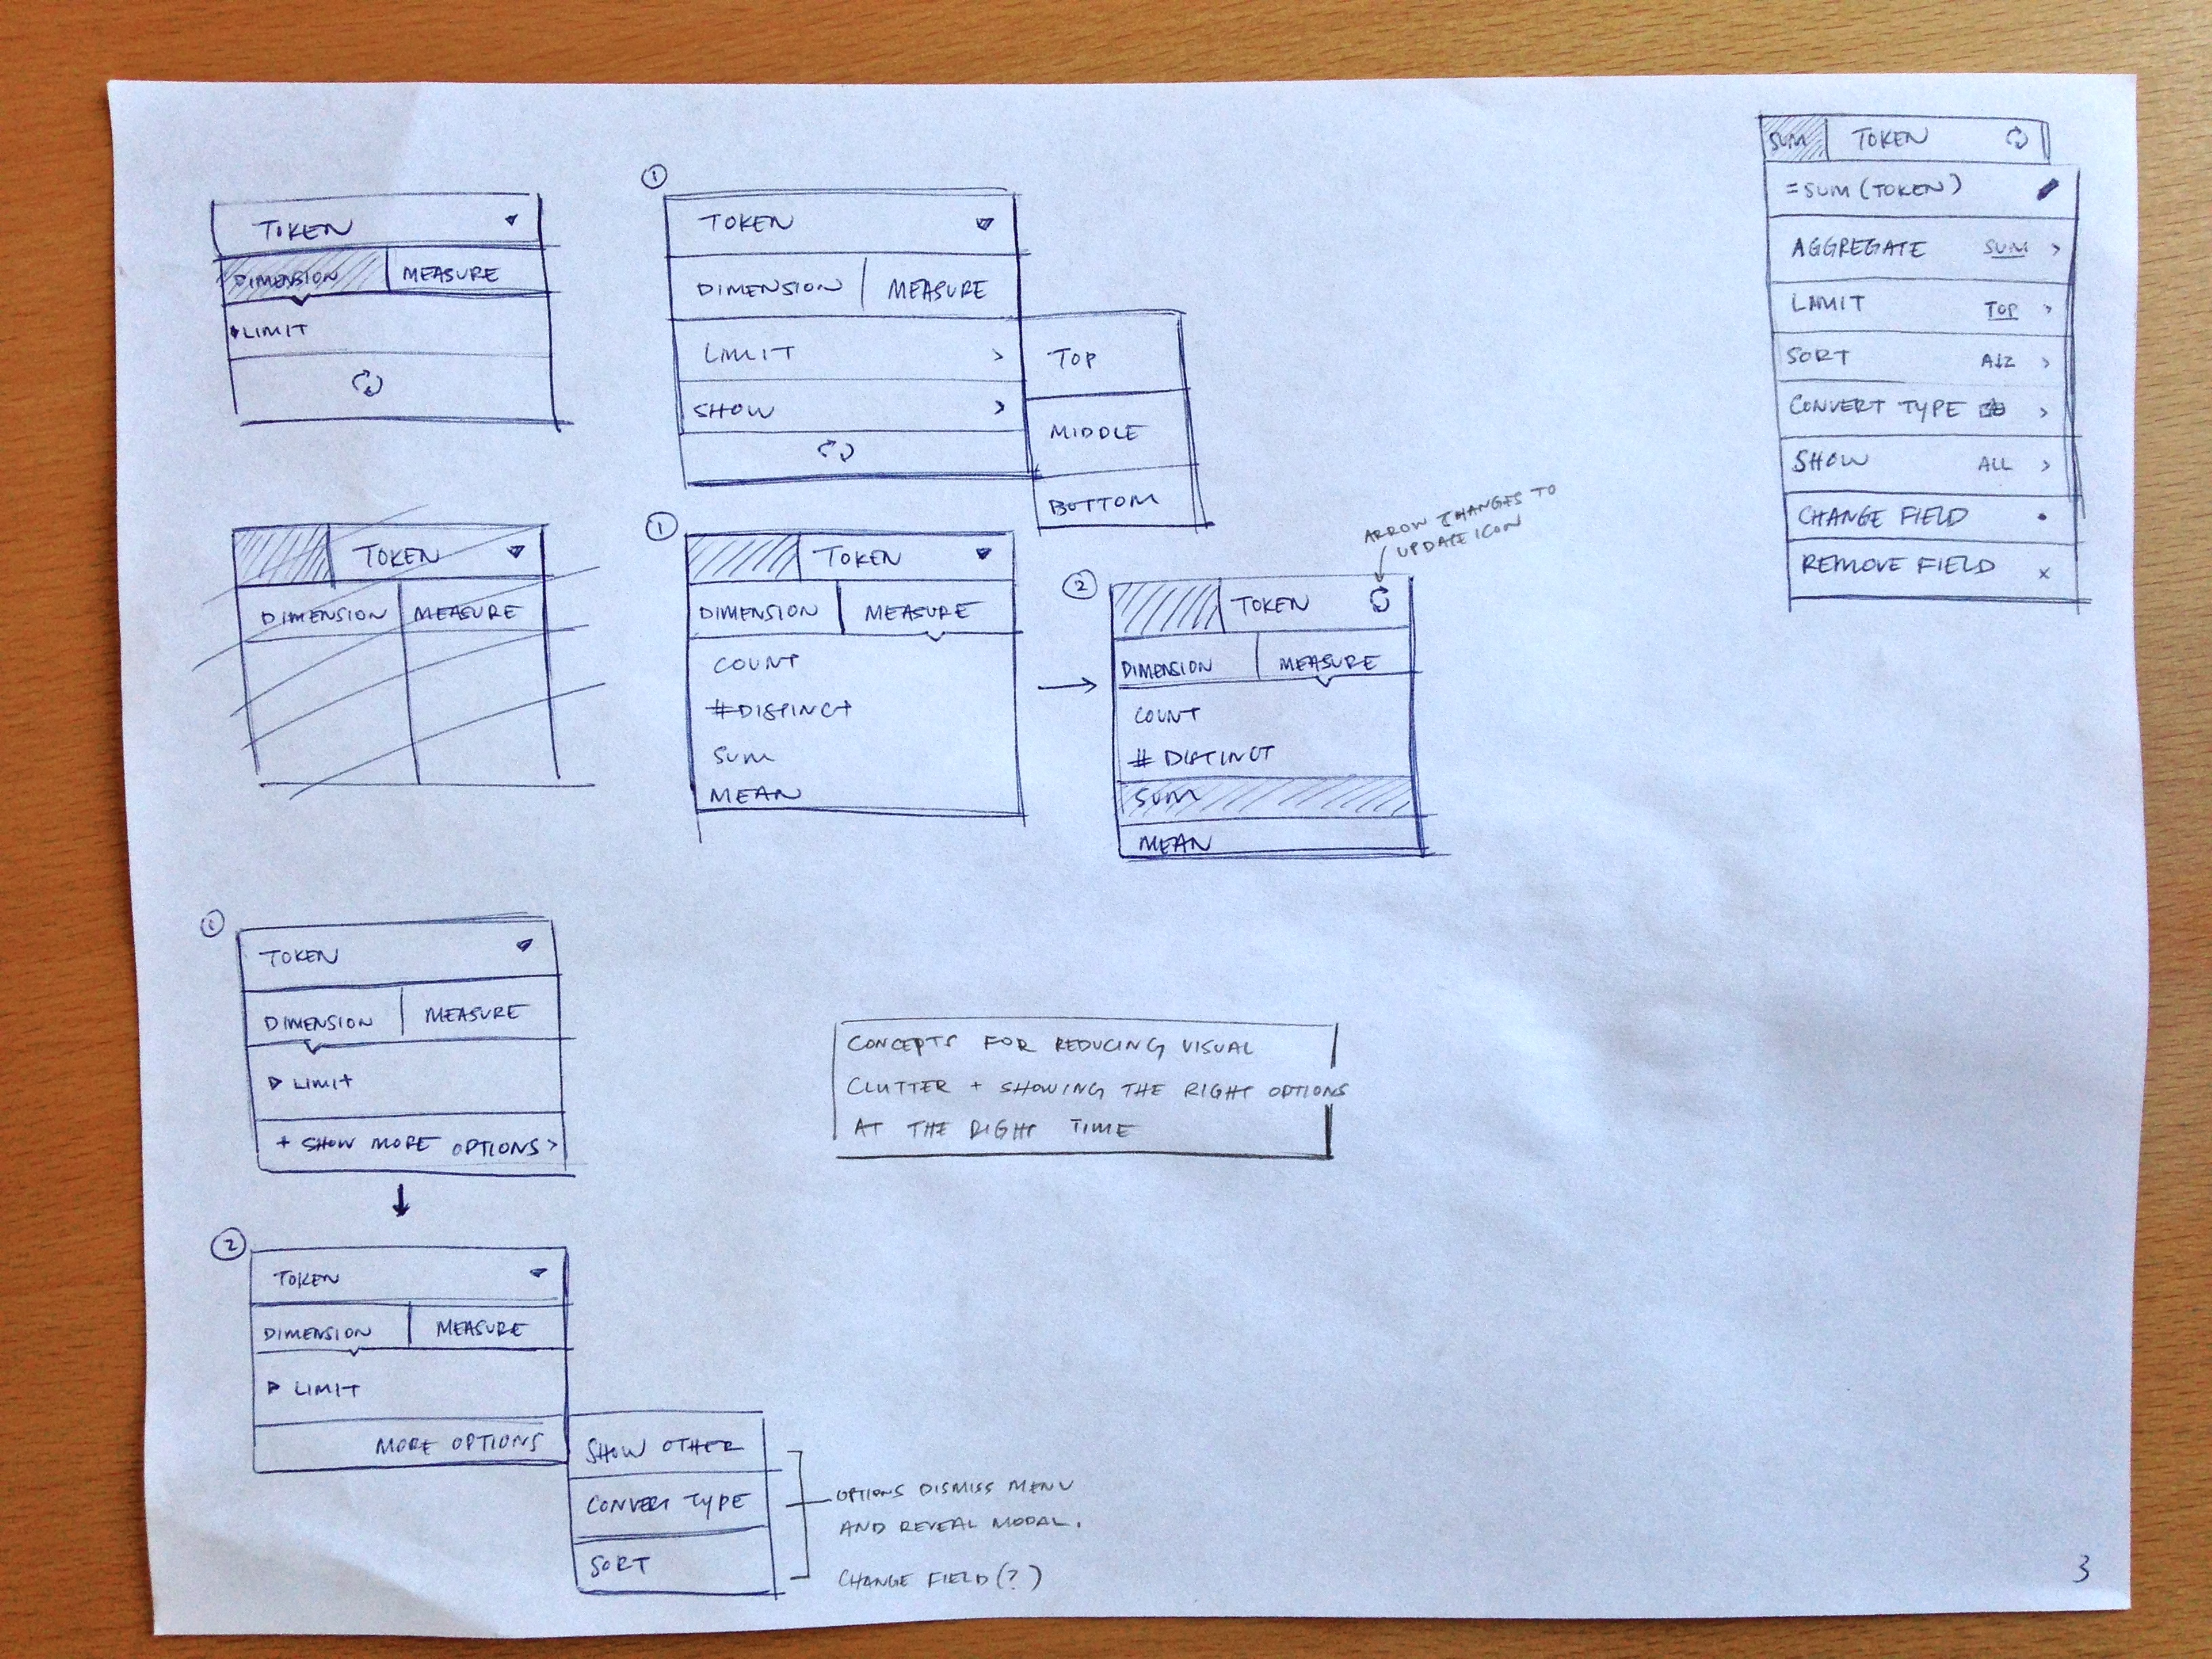 TOKEN
DIMENSION MEASURE
LIMIT
1
TOKEN
DIMENSION MEASURE
LIMIT >
SHOW >
TOP
MIDDLE
BOTTOM
SUM TOKEN
=SUM (TOKEN)
AGGREGATE SUM >
LIMIT TOP >
SORT >
CONVERT TYPE >
SHOW ALL >
CHANGE FIELD
REMOVE FIELD x
TOKEN
DIMENSION MEASURE
1
TOKEN
DIMENSION MEASURE
COUNT
#DISTINCT
SUM
MEAN
ARROW CHANGES TO
UPDATE ICON
2
TOKEN
DIMENSION MEASURE
COUNT
# DISTINCT
SUM
MEAN
1
TOKEN
DIMENSION MEASURE
LIMIT
+ SHOW MORE OPTIONS >
CONCEPTS FOR REDUCING VISUAL
CLUTTER + SHOWING THE RIGHT OPTIONS
AT THE RIGHT TIME
2
TOKEN
DIMENSION MEASURE
LIMIT
MORE OPTIONS
SHOW OTHER
CONVERT TYPE
SORT
OPTIONS DISMISS MENU
AND REVEAL MODAL.
CHANGE FIELD (?)
3